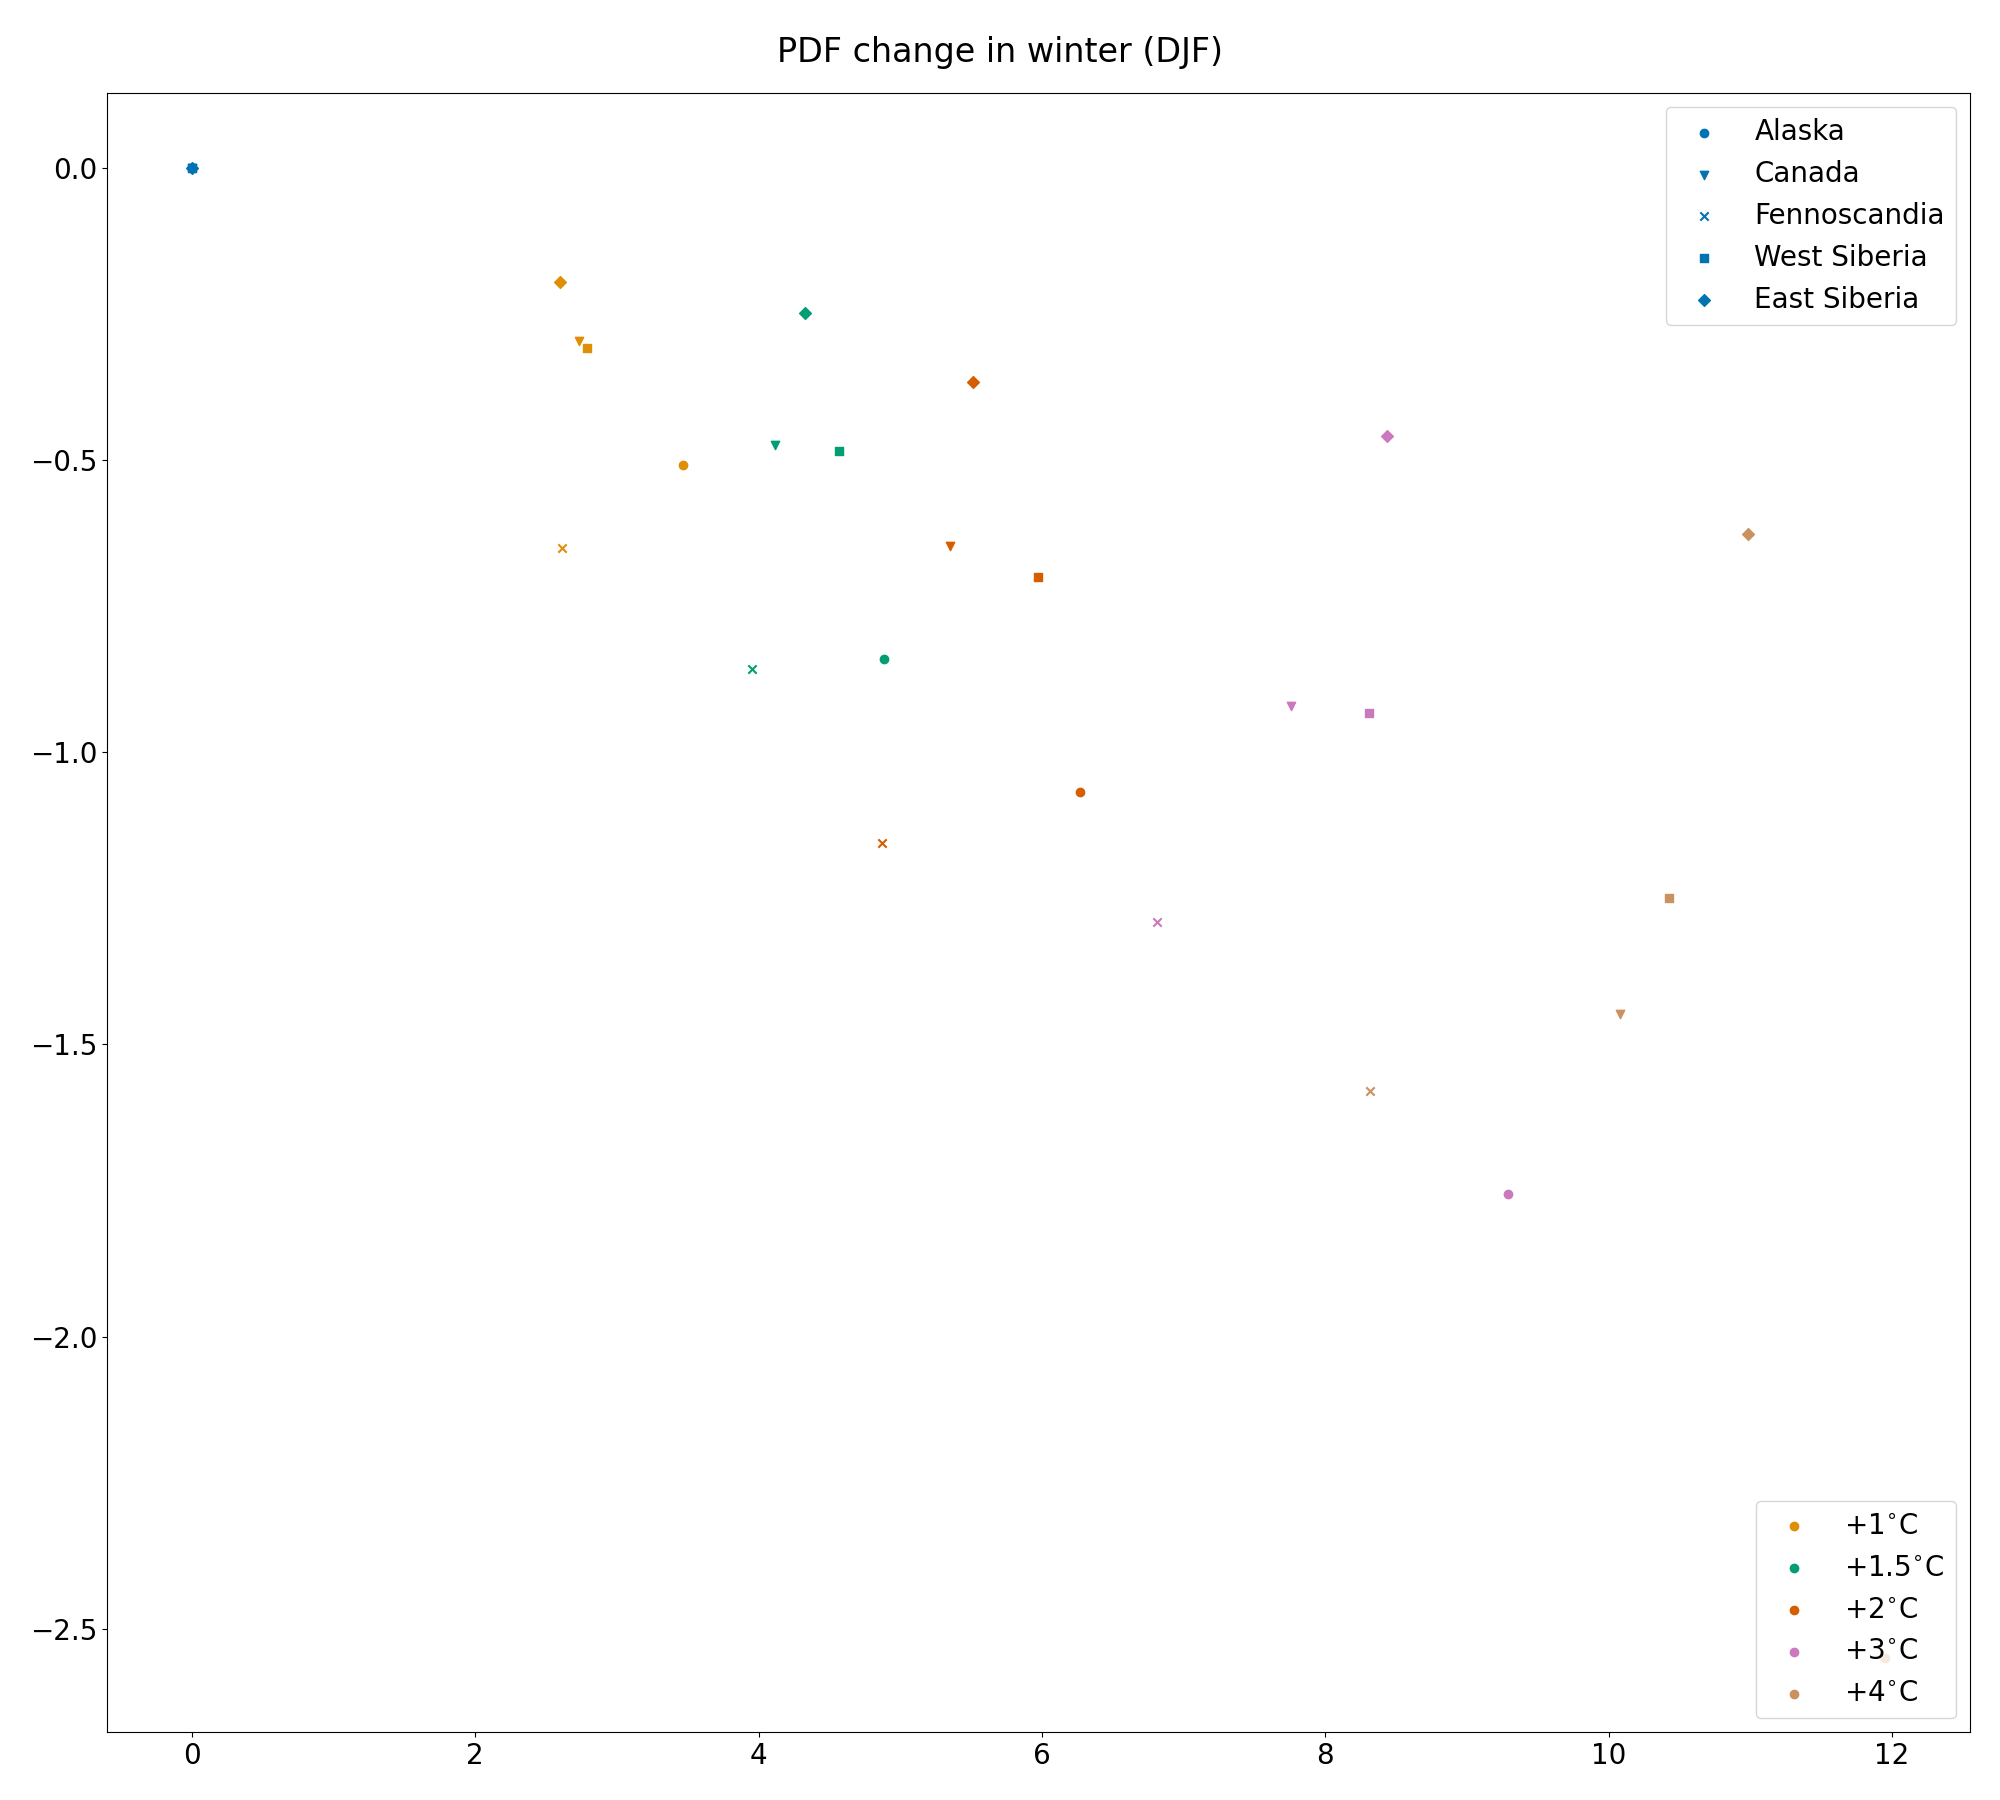 PDF change in winter (DJF)
0.0
−0.5
−1.0
−1.5
−2.0
−2.5
0 2 4 6 8 10 12
Alaska
Canada
Fennoscandia
West Siberia
East Siberia
+1°C
+1.5°C
+2°C
+3°C
+4°C